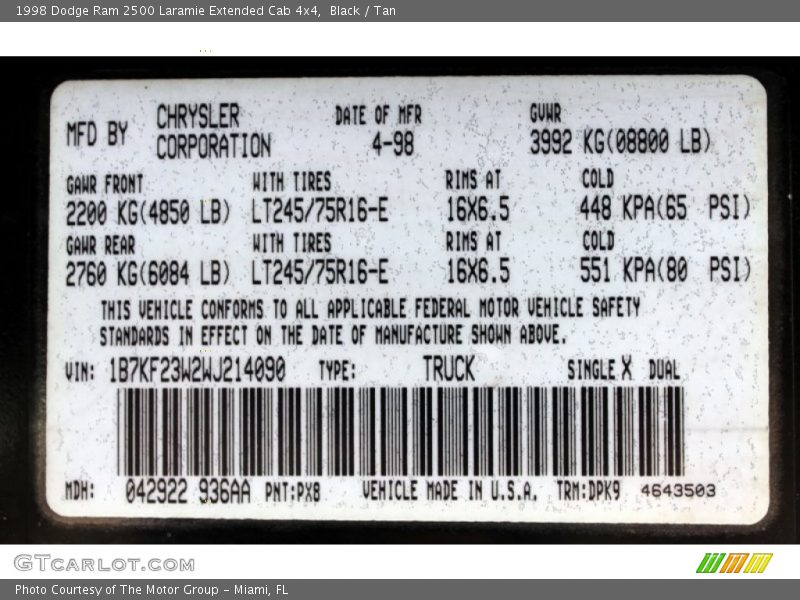 1998 Dodge Ram 2500 Laramie Extended Cab 4x4, Black / Tan
MFD BY CHRYSLER CORPORATION DATE OF MFR 4-98 GVWR 3992 KG(08800 LB)
GAWR FRONT WITH TIRES RIMS AT COLD
2200 KG(4850 LB) LT245/75R16-E 16X6.5 448 KPA(65 PSI)
GAWR REAR WITH TIRES RIMS AT COLD
2760 KG(6084 LB) LT245/75R16-E 16X6.5 551 KPA(80 PSI)
THIS VEHICLE CONFORMS TO ALL APPLICABLE FEDERAL MOTOR VEHICLE SAFETY
STANDARDS IN EFFECT ON THE DATE OF MANUFACTURE SHOWN ABOVE.
VIN: 1B7KF23W2WJ214090 TYPE: TRUCK SINGLE X DUAL
MDH: 042922 936AA PNT:PX8 VEHICLE MADE IN U.S.A. TRM:DPK9 4643503
GTCARLOT.COM
Photo Courtesy of The Motor Group - Miami, FL